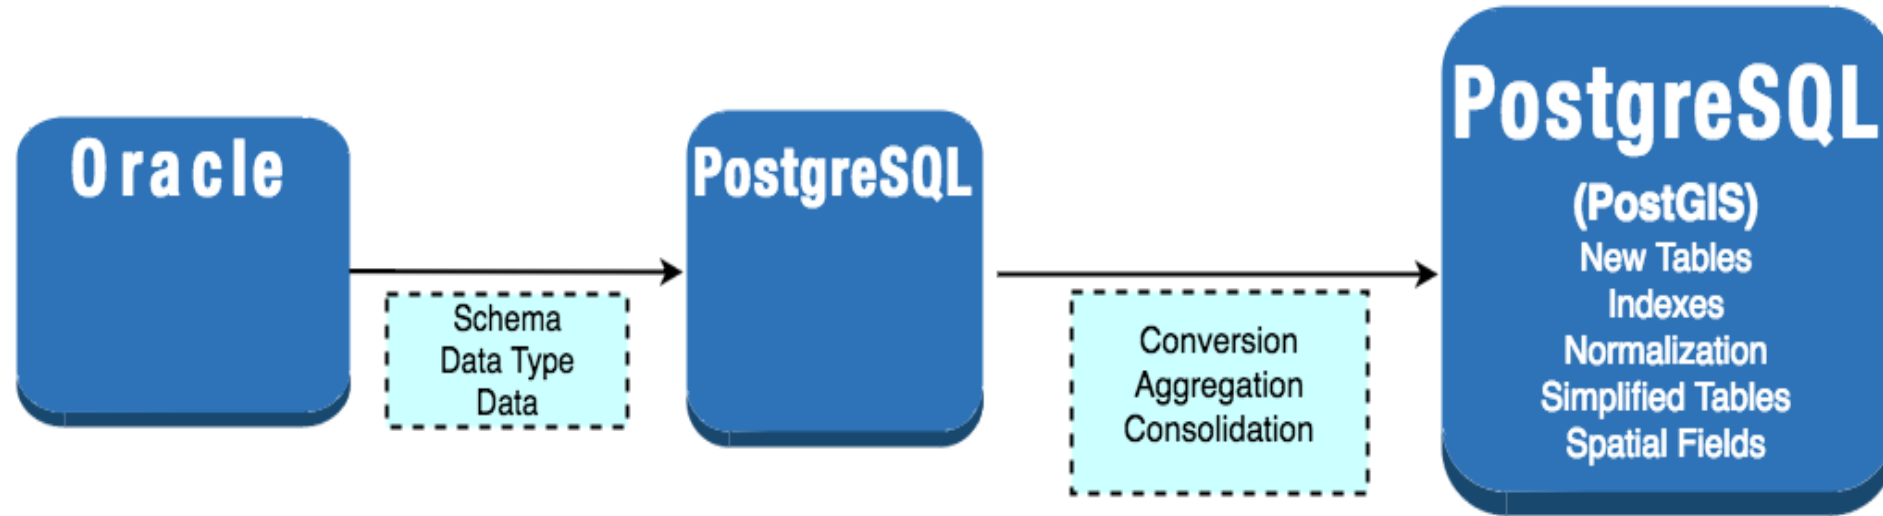 Oracle
Schema
Data Type
Data
PostgreSQL
Conversion
Aggregation
Consolidation
PostgreSQL
(PostGIS)
New Tables
Indexes
Normalization
Simplified Tables
Spatial Fields